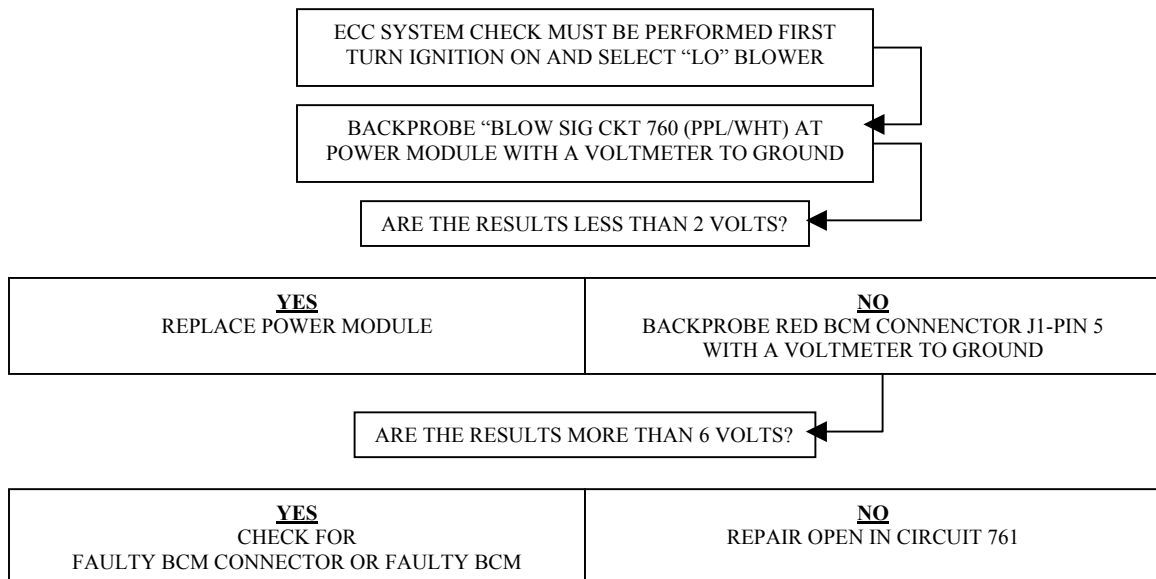 ECC SYSTEM CHECK MUST BE PERFORMED FIRST
TURN IGNITION ON AND SELECT “LO” BLOWER
BACKPROBE “BLOW SIG CKT 760 (PPL/WHT) AT
POWER MODULE WITH A VOLTMETER TO GROUND
ARE THE RESULTS LESS THAN 2 VOLTS?
YES
REPLACE POWER MODULE
NO
BACKPROBE RED BCM CONNENCTOR J1-PIN 5
WITH A VOLTMETER TO GROUND
ARE THE RESULTS MORE THAN 6 VOLTS?
YES
CHECK FOR
FAULTY BCM CONNECTOR OR FAULTY BCM
NO
REPAIR OPEN IN CIRCUIT 761